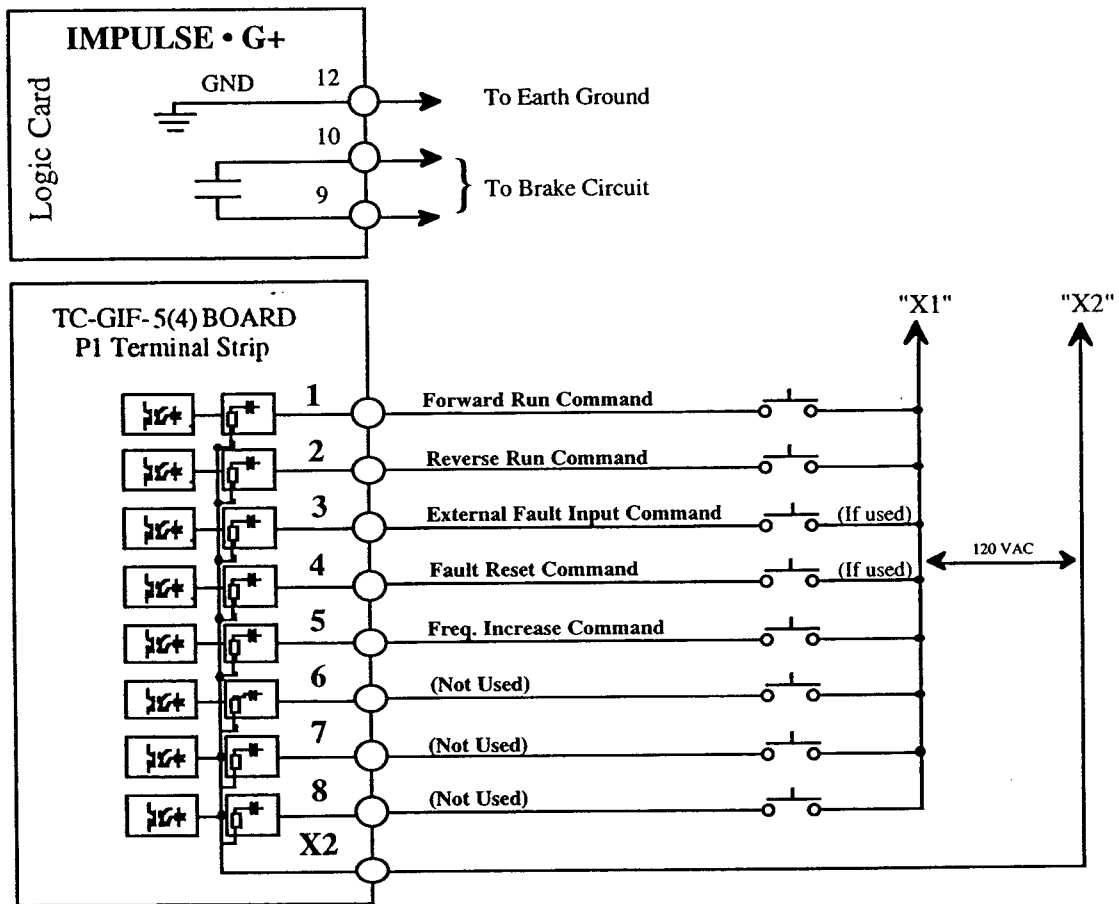 IMPULSE • G+
Logic Card
GND 12
To Earth Ground
10
To Brake Circuit
9
TC-GIF-5(4) BOARD
P1 Terminal Strip
"X1" "X2"
1 Forward Run Command
2 Reverse Run Command
3 External Fault Input Command (If used)
120 VAC
4 Fault Reset Command (If used)
5 Freq. Increase Command
6 (Not Used)
7 (Not Used)
8 (Not Used)
X2